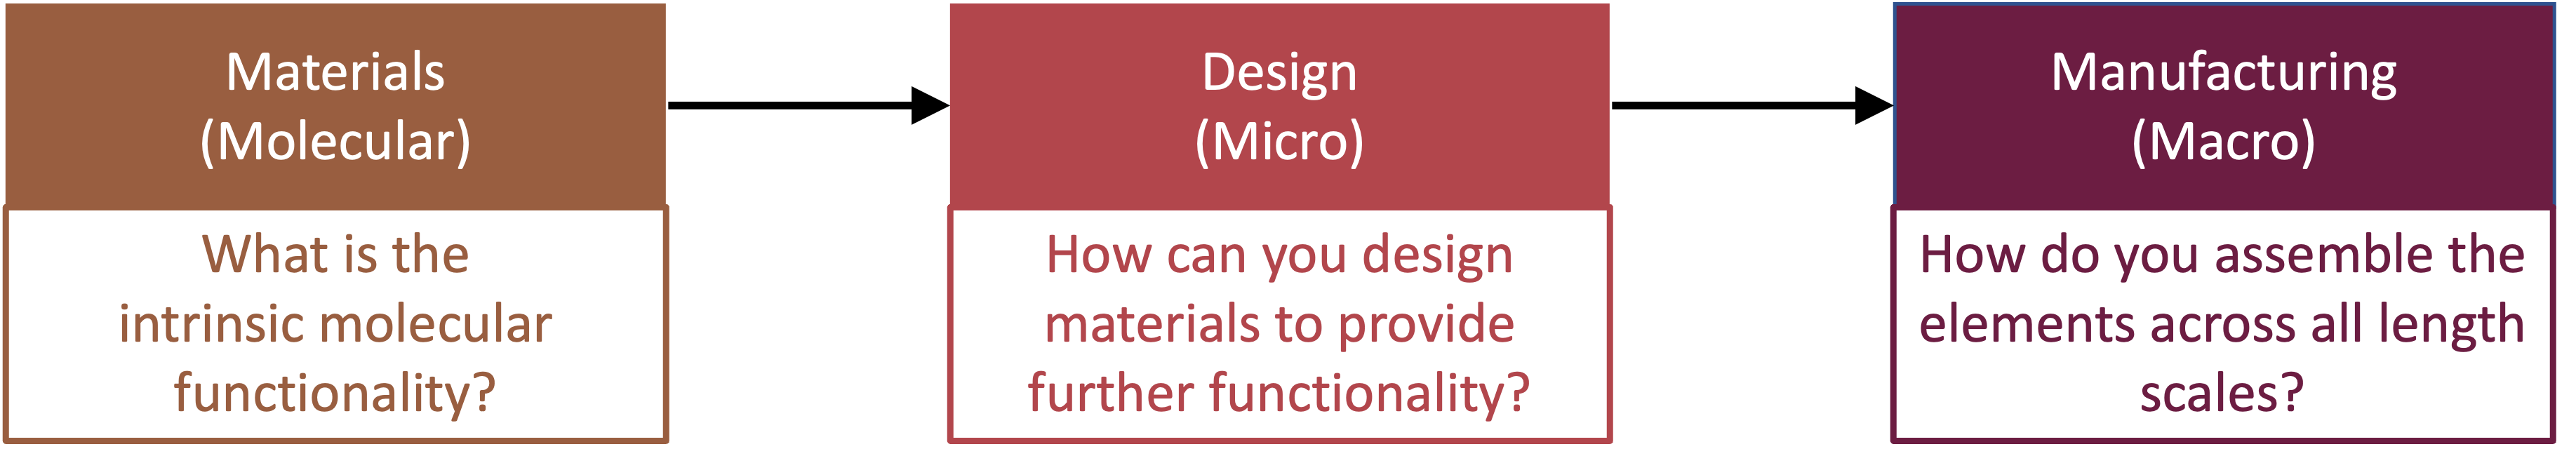 Materials
(Molecular)
What is the
intrinsic molecular
functionality?
Design
(Micro)
How can you design
materials to provide
further functionality?
Manufacturing
(Macro)
How do you assemble the
elements across all length
scales?